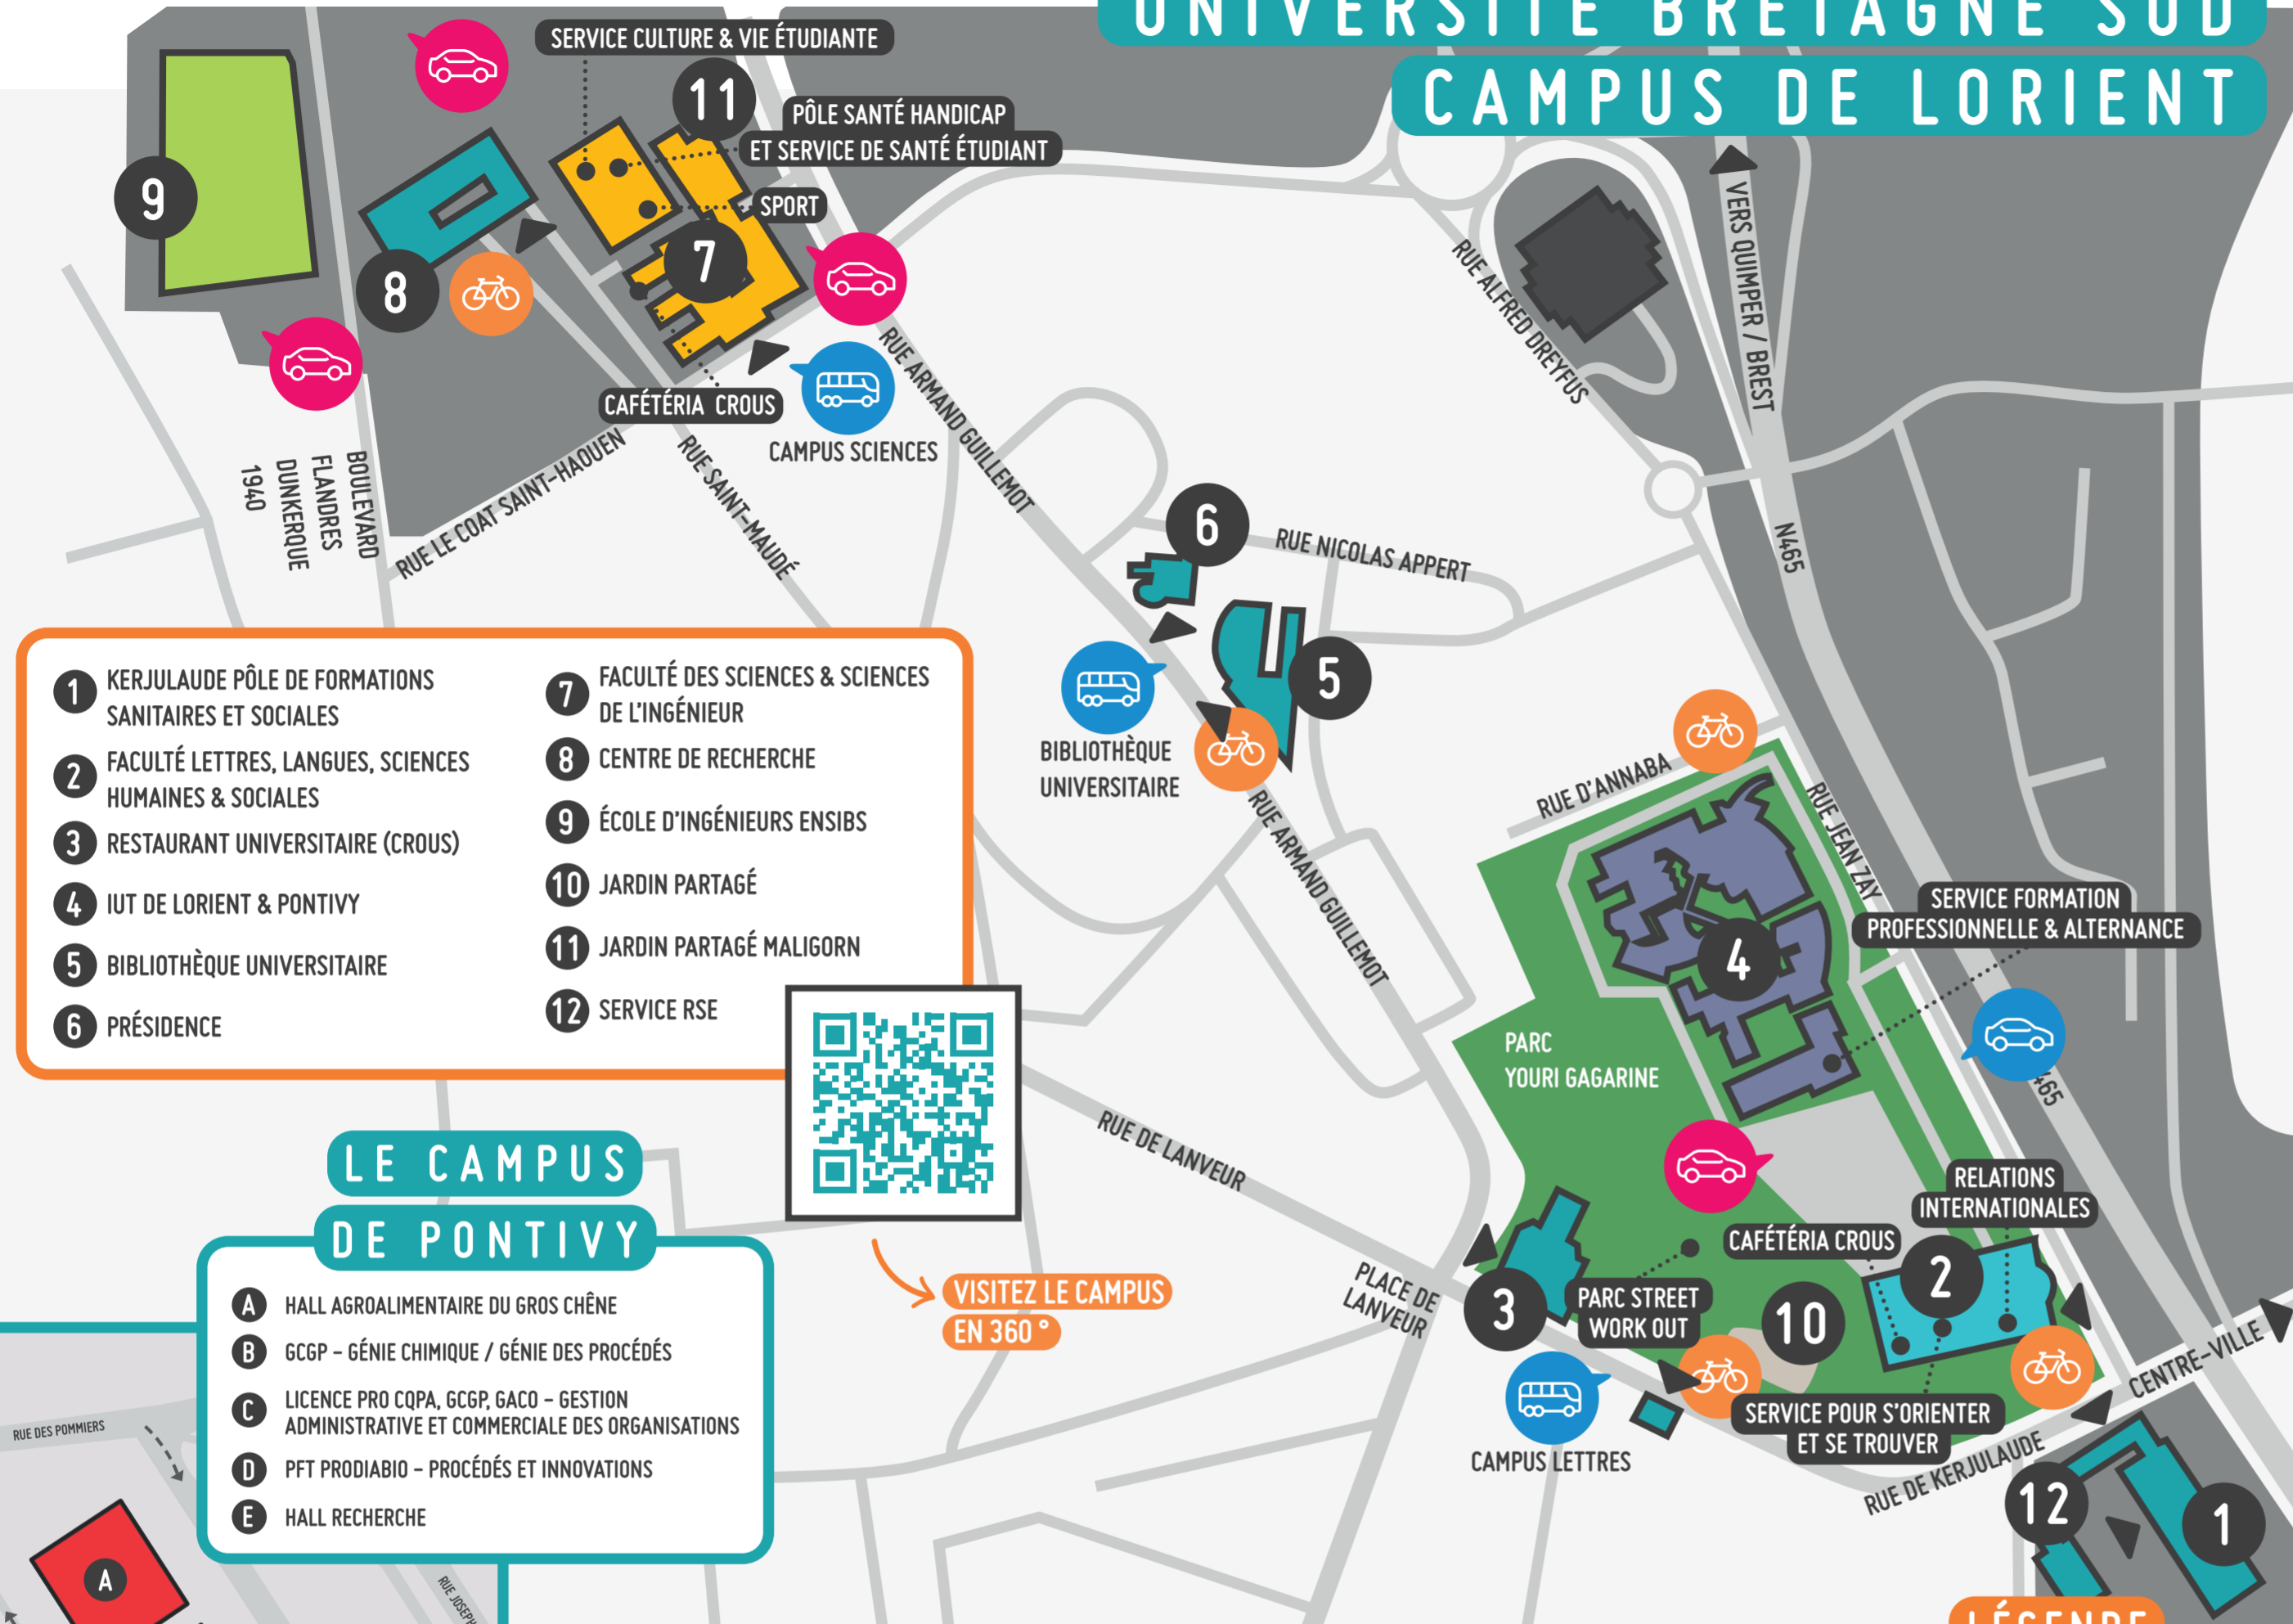 UNIVERSITÉ BRETAGNE SUD
CAMPUS DE LORIENT
SERVICE CULTURE & VIE ÉTUDIANTE
11
PÔLE SANTÉ HANDICAP
ET SERVICE DE SANTÉ ÉTUDIANT
SPORT
9
8
7
CAFÉTÉRIA CROUS
CAMPUS SCIENCES
RUE ARMAND GUILLEMOT
RUE ALFRED DREYFUS
VERS QUIMPER / BREST
BOULEVARD
FLANDRES
DUNKERQUE
1940
RUE LE COAT SAINT-HAOUEN
RUE SAINT-MAUDÉ
N465
6
RUE NICOLAS APPERT
5
BIBLIOTHÈQUE
UNIVERSITAIRE
RUE ARMAND GUILLEMOT
RUE D'ANNABA
RUE JEAN ZAY
SERVICE FORMATION
PROFESSIONNELLE & ALTERNANCE
4
465
PARC
YOURI GAGARINE
1 KERJULAUDE PÔLE DE FORMATIONS
SANITAIRES ET SOCIALES
2 FACULTÉ LETTRES, LANGUES, SCIENCES
HUMAINES & SOCIALES
3 RESTAURANT UNIVERSITAIRE (CROUS)
4 IUT DE LORIENT & PONTIVY
5 BIBLIOTHÈQUE UNIVERSITAIRE
6 PRÉSIDENCE
7 FACULTÉ DES SCIENCES & SCIENCES
DE L'INGÉNIEUR
8 CENTRE DE RECHERCHE
9 ÉCOLE D'INGÉNIEURS ENSIBS
10 JARDIN PARTAGÉ
11 JARDIN PARTAGÉ MALIGORN
12 SERVICE RSE
RUE DE LANVEUR
PLACE DE
LANVEUR
VISITEZ LE CAMPUS
EN 360 °
RELATIONS
INTERNATIONALES
CAFÉTÉRIA CROUS
2
3
PARC STREET
WORK OUT
10
CAMPUS LETTRES
SERVICE POUR S'ORIENTER
ET SE TROUVER
CENTRE-VILLE
RUE DE KERJULAUDE
12
1
LÉGENDE
LE CAMPUS
DE PONTIVY
A HALL AGROALIMENTAIRE DU GROS CHÊNE
B GCGP - GÉNIE CHIMIQUE / GÉNIE DES PROCÉDÉS
C LICENCE PRO CQPA, GCGP, GACO - GESTION
ADMINISTRATIVE ET COMMERCIALE DES ORGANISATIONS
D PFT PRODIABIO - PROCÉDÉS ET INNOVATIONS
E HALL RECHERCHE
RUE DES POMMIERS
A
RUE JOSEPH